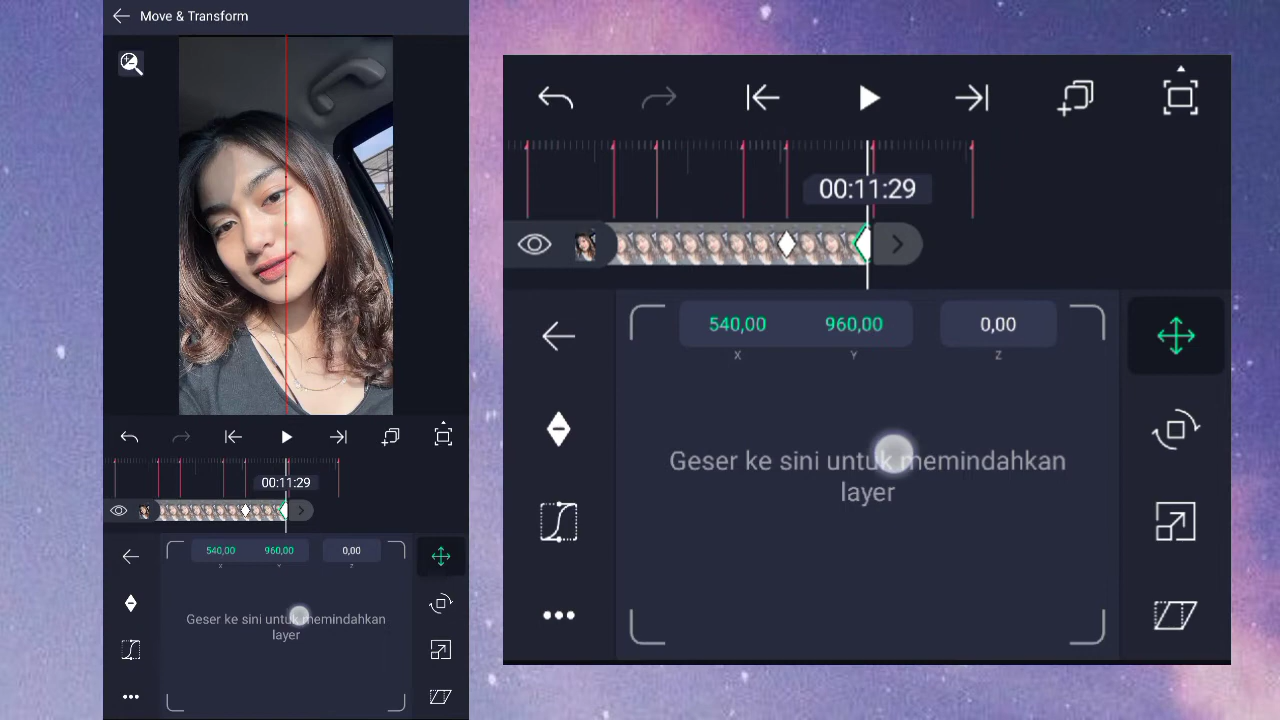 Move & Transform
00:11:29
540,00 960,00 0,00
X Y Z
Geser ke sini untuk memindahkan
layer
00:11:29
540,00 960,00 0,00
X Y Z
Geser ke sini untuk memindahkan
layer